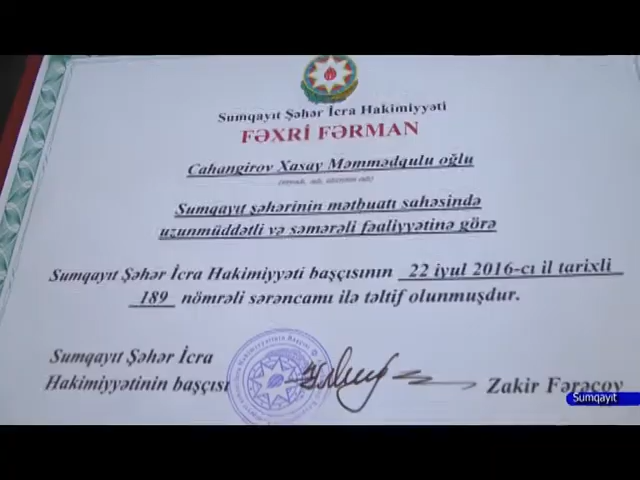 Sumqayıt Şəhər İcra Hakimiyyəti
FƏXRİ FƏRMAN
Cahangirov Xasay Məmmədqulu oğlu
Sumqayıt şəhərinin mətbuatı sahəsində
uzunmüddətli və səmərəli fəaliyyətinə görə
Sumqayıt Şəhər İcra Hakimiyyəti başçısının 22 iyul 2016-cı il tarixli
189 nömrəli sərəncamı ilə təltif olunmuşdur.
Sumqayıt Şəhər İcra
Hakimiyyətinin başçısı
Zakir Fərəcov
Sumqayıt